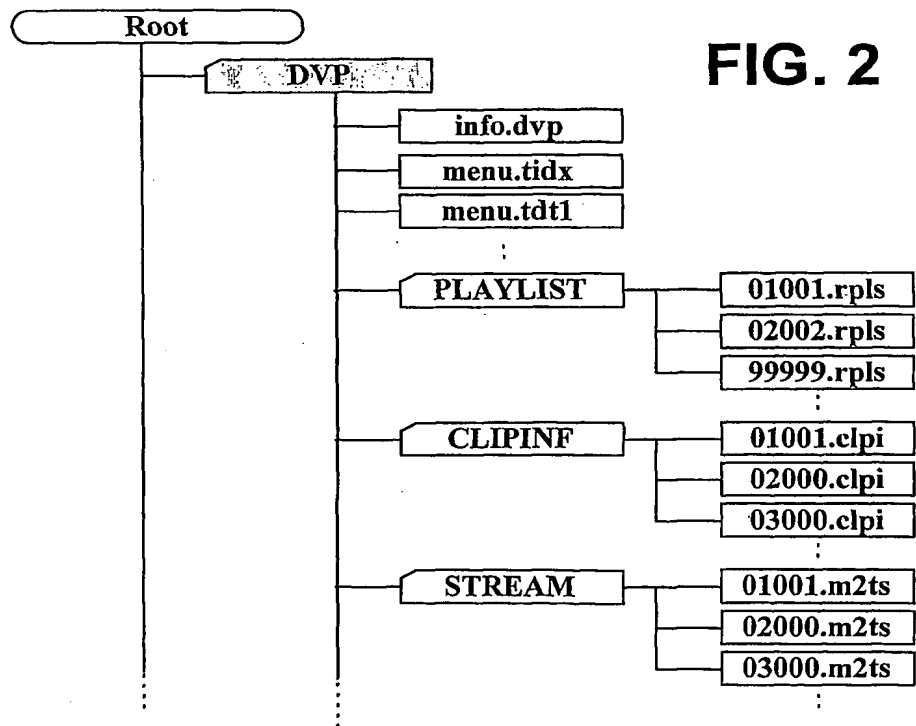 Root
FIG. 2
DVP
info.dvp
menu.tidx
menu.tdt1
PLAYLIST
01001.rpls
02002.rpls
99999.rpls
CLIPINF
01001.clpi
02000.clpi
03000.clpi
STREAM
01001.m2ts
02000.m2ts
03000.m2ts